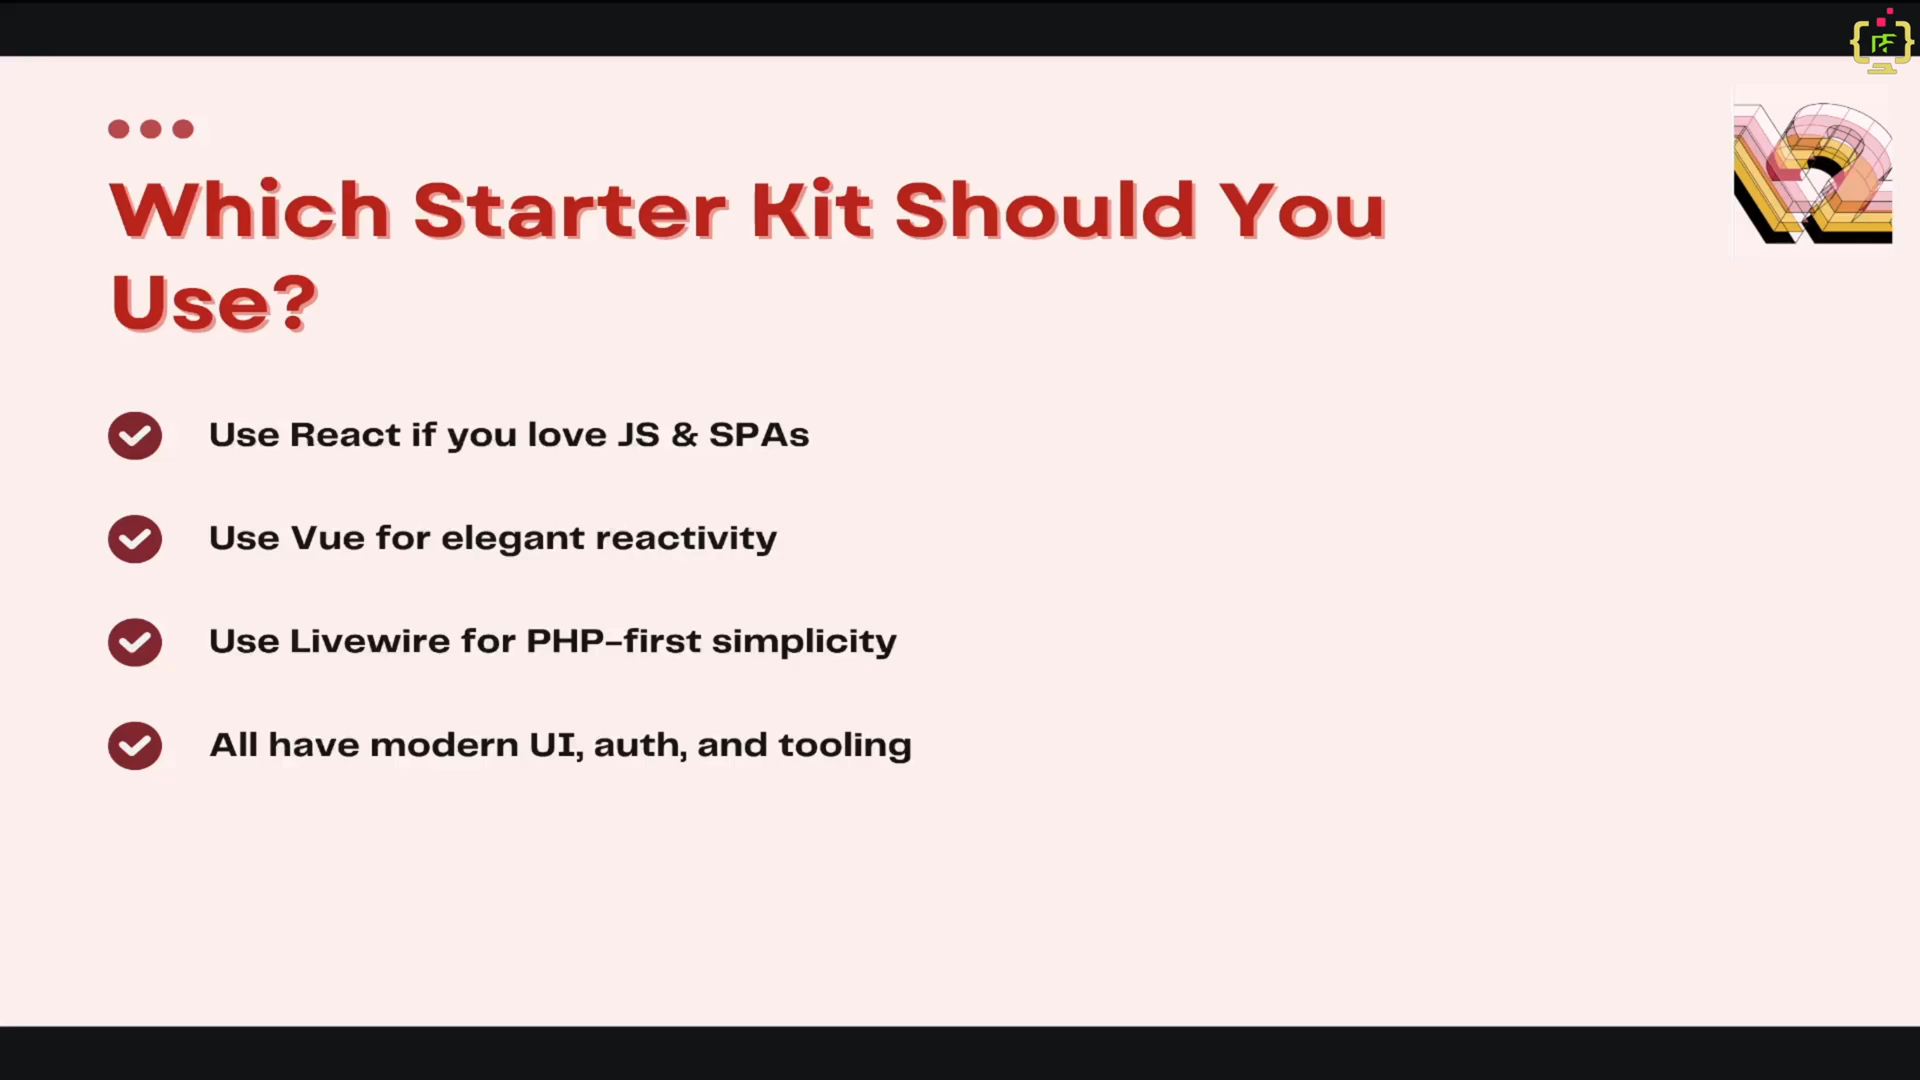 Which Starter Kit Should You
Use?
Use React if you love JS & SPAs
Use Vue for elegant reactivity
Use Livewire for PHP-first simplicity
All have modern UI, auth, and tooling